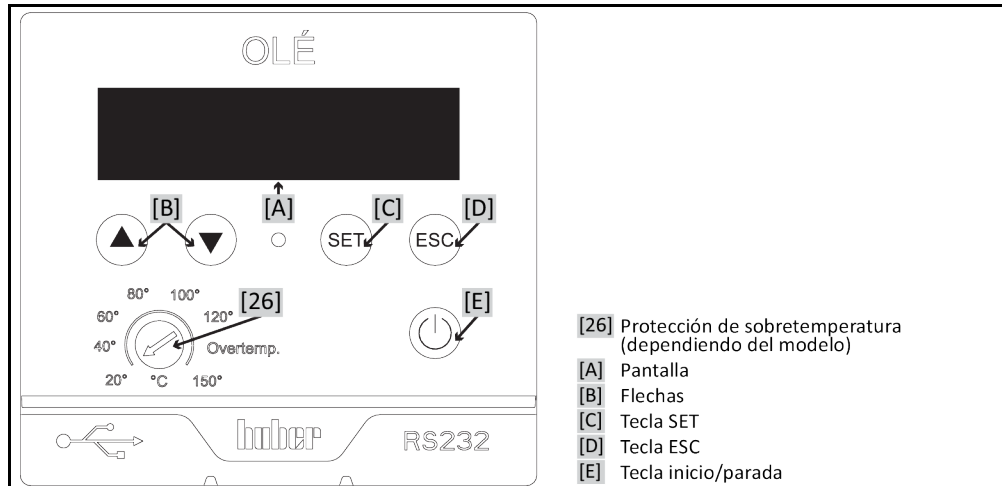 OLÉ
[B]
[A]
[C]
[D]
SET
ESC
80° 100°
[26]
[E]
60° 120°
40° Overtemp.
20° °C 150°
huber RS232
[26] Protección de sobretemperatura
(dependiendo del modelo)
[A] Pantalla
[B] Flechas
[C] Tecla SET
[D] Tecla ESC
[E] Tecla inicio/parada